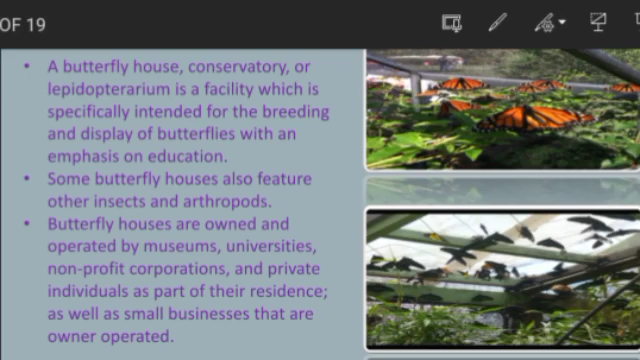 OF 19
• A butterfly house, conservatory, or
lepidopterarium is a facility which is
specifically intended for the breeding
and display of butterflies with an
emphasis on education.
• Some butterfly houses also feature
other insects and arthropods.
• Butterfly houses are owned and
operated by museums, universities,
non-profit corporations, and private
individuals as part of their residence;
as well as small businesses that are
owner operated.